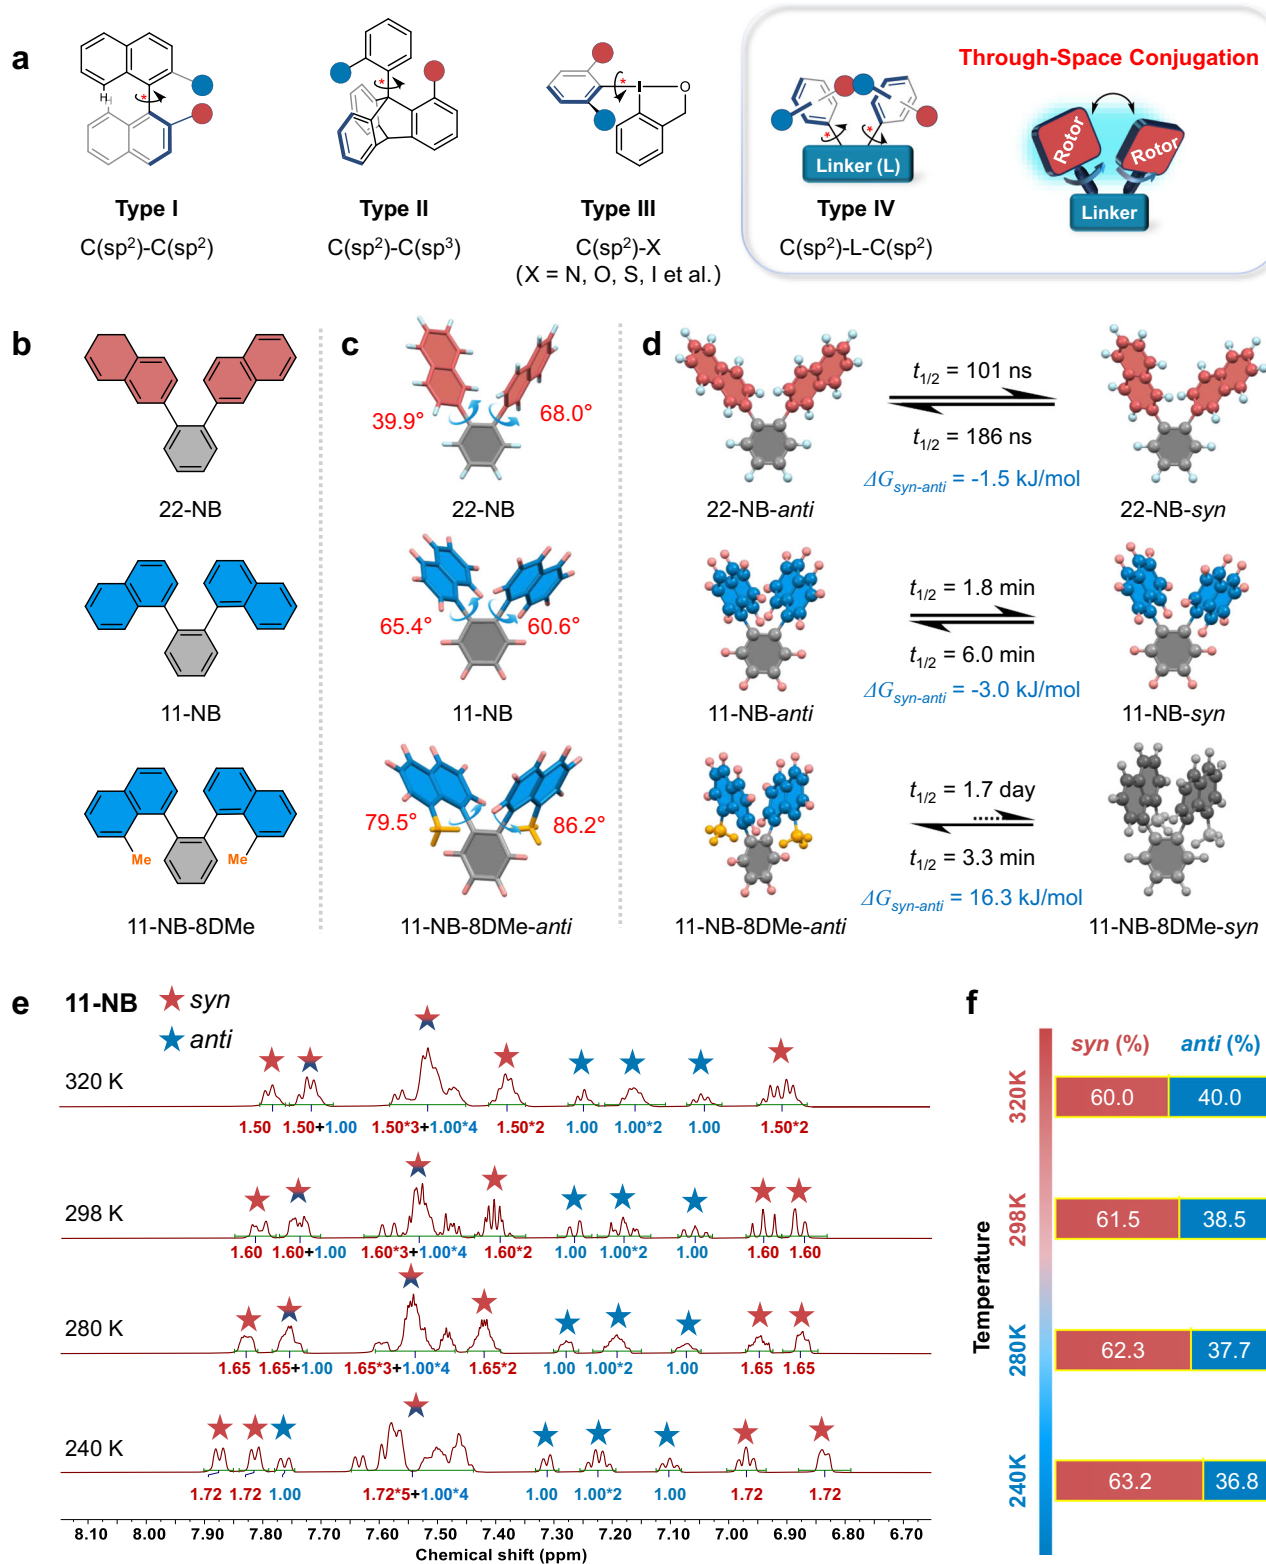 a
H
H
*
Type I
C(sp²)-C(sp²)
*
Type II
C(sp²)-C(sp³)
*
I
O
Type III
C(sp²)-X
(X = N, O, S, I et al.)
*
*
Linker (L)
Type IV
C(sp²)-L-C(sp²)
Through-Space Conjugation
Rotor
Rotor
Linker
b
22-NB
11-NB
Me
Me
11-NB-8DMe
c
39.9°
68.0°
22-NB
65.4°
60.6°
11-NB
79.5°
86.2°
11-NB-8DMe-anti
d
t1/2 = 101 ns
t1/2 = 186 ns
ΔGsyn-anti = -1.5 kJ/mol
22-NB-anti
22-NB-syn
t1/2 = 1.8 min
t1/2 = 6.0 min
ΔGsyn-anti = -3.0 kJ/mol
11-NB-anti
11-NB-syn
t1/2 = 1.7 day
t1/2 = 3.3 min
ΔGsyn-anti = 16.3 kJ/mol
11-NB-8DMe-anti
11-NB-8DMe-syn
e
11-NB
syn
anti
320 K
1.50 1.50+1.00 1.50*3+1.00*4 1.50*2 1.00 1.00*2 1.00 1.50*2
298 K
1.60 1.60+1.00 1.60*3+1.00*4 1.60*2 1.00 1.00*2 1.00 1.60 1.60
280 K
1.65 1.65+1.00 1.65*3+1.00*4 1.65*2 1.00 1.00*2 1.00 1.65 1.65
240 K
1.72 1.72 1.00 1.72*5+1.00*4 1.00 1.00*2 1.00 1.72 1.72
8.10 8.00 7.90 7.80 7.70 7.60 7.50 7.40 7.30 7.20 7.10 7.00 6.90 6.80 6.70
Chemical shift (ppm)
f
syn (%) anti (%)
Temperature
320K
60.0 40.0
298K
61.5 38.5
280K
62.3 37.7
240K
63.2 36.8